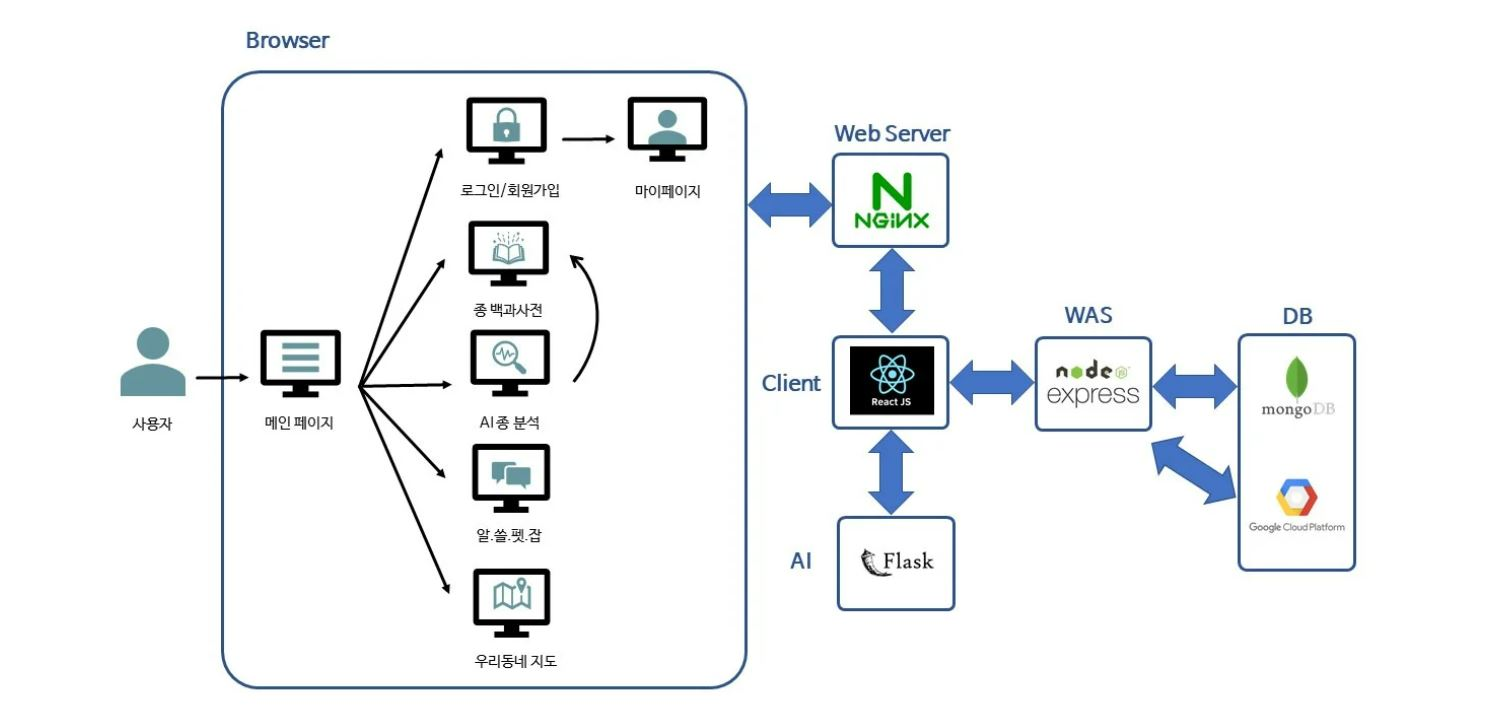 Browser
로그인/회원가입
마이페이지
종 백과사전
사용자
메인 페이지
AI 종 분석
알.쓸.펫.잡
우리동네 지도
Web Server
NGiNX
Client
React JS
WAS
node js
express
DB
mongoDB
Google Cloud Platform
AI
Flask